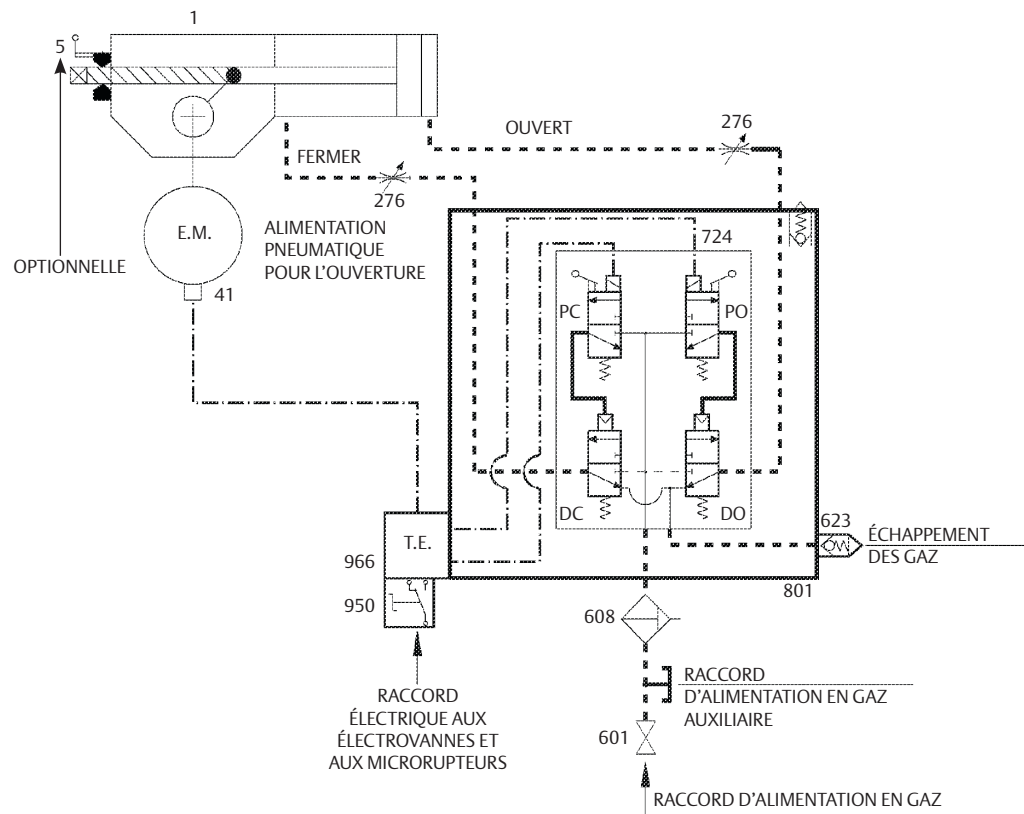 1
5
276
OUVERT
FERMER
276
724
E.M.
ALIMENTATION
PNEUMATIQUE
POUR L'OUVERTURE
OPTIONNELLE
41
PC
PO
DC
DO
623
ÉCHAPPEMENT
DES GAZ
T.E.
966
801
950
608
RACCORD
ÉLECTRIQUE AUX
ÉLECTROVANNES ET
AUX MICRORUPTEURS
RACCORD
D'ALIMENTATION EN GAZ
AUXILIAIRE
601
RACCORD D'ALIMENTATION EN GAZ